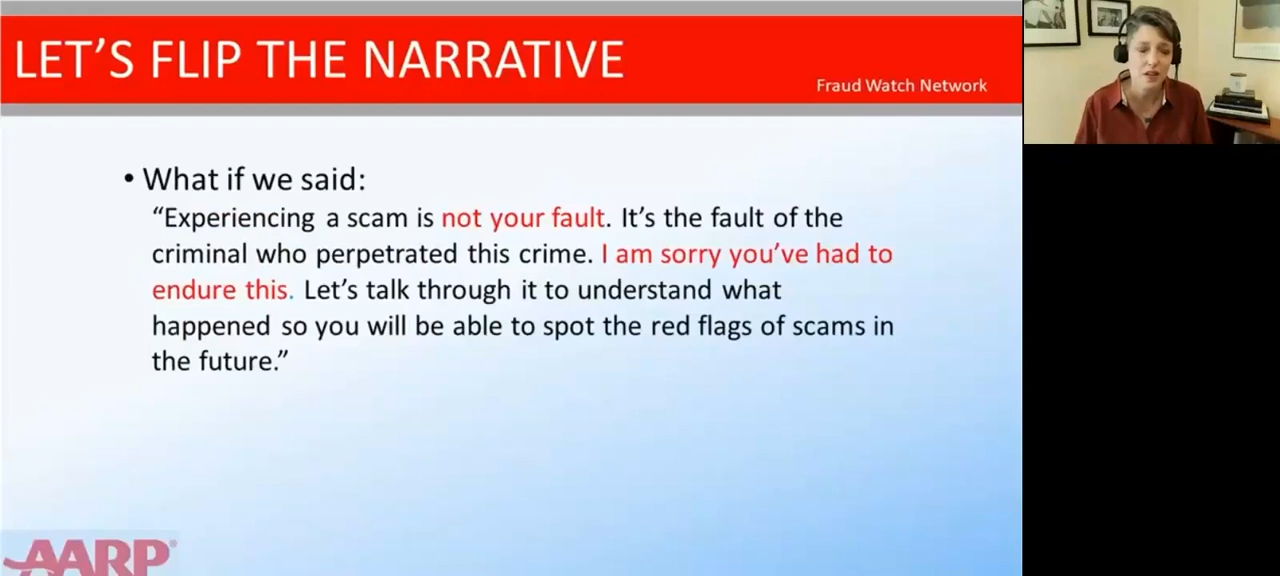 LET’S FLIP THE NARRATIVE
Fraud Watch Network
• What if we said:
“Experiencing a scam is not your fault. It’s the fault of the
criminal who perpetrated this crime. I am sorry you’ve had to
endure this. Let’s talk through it to understand what
happened so you will be able to spot the red flags of scams in
the future.”
AARP®